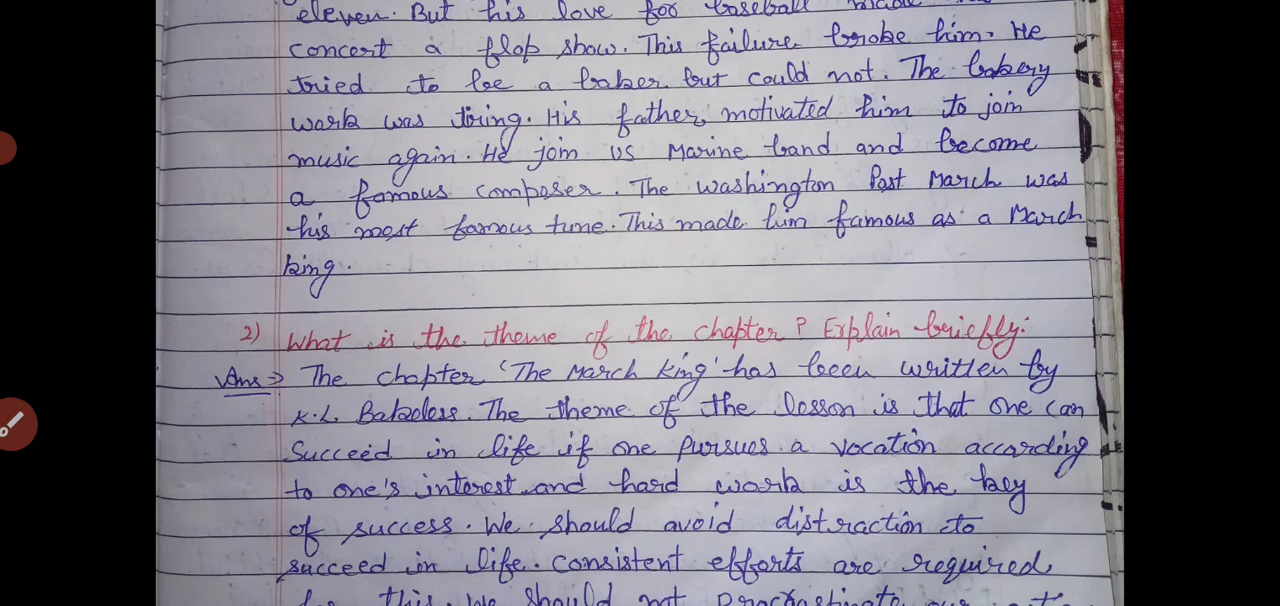 eleven. But his love for baseball made
concert a flop show. This failure broke him. He
tried to be a baker but could not. The bakery
work was tiring. His father motivated him to join
music again. He join US Marine band and become
a famous composer. The Washington Post March was
his most famous tune. This made him famous as a March
king.
2) What is the theme of the chapter? Explain briefly.
Ans ⇒ The chapter 'The March King' has been written by
K.L. Bakeless. The theme of the lesson is that one can
succeed in life if one pursues a vocation according
to one's interest and hard work is the key
of success. We should avoid distraction to
succeed in life. Consistent efforts are required
this. We should not